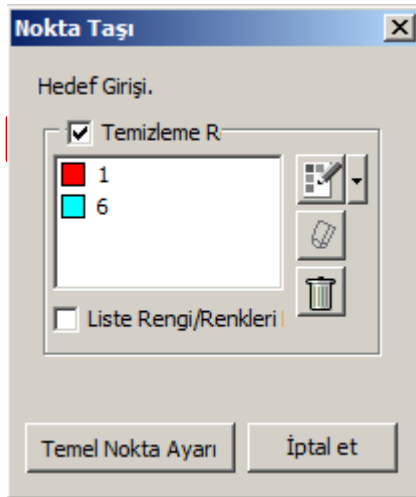 Nokta Taşı
Hedef Girişi.
Temizleme R
1
6
Liste Rengi/Renkleri
Temel Nokta Ayarı
İptal et